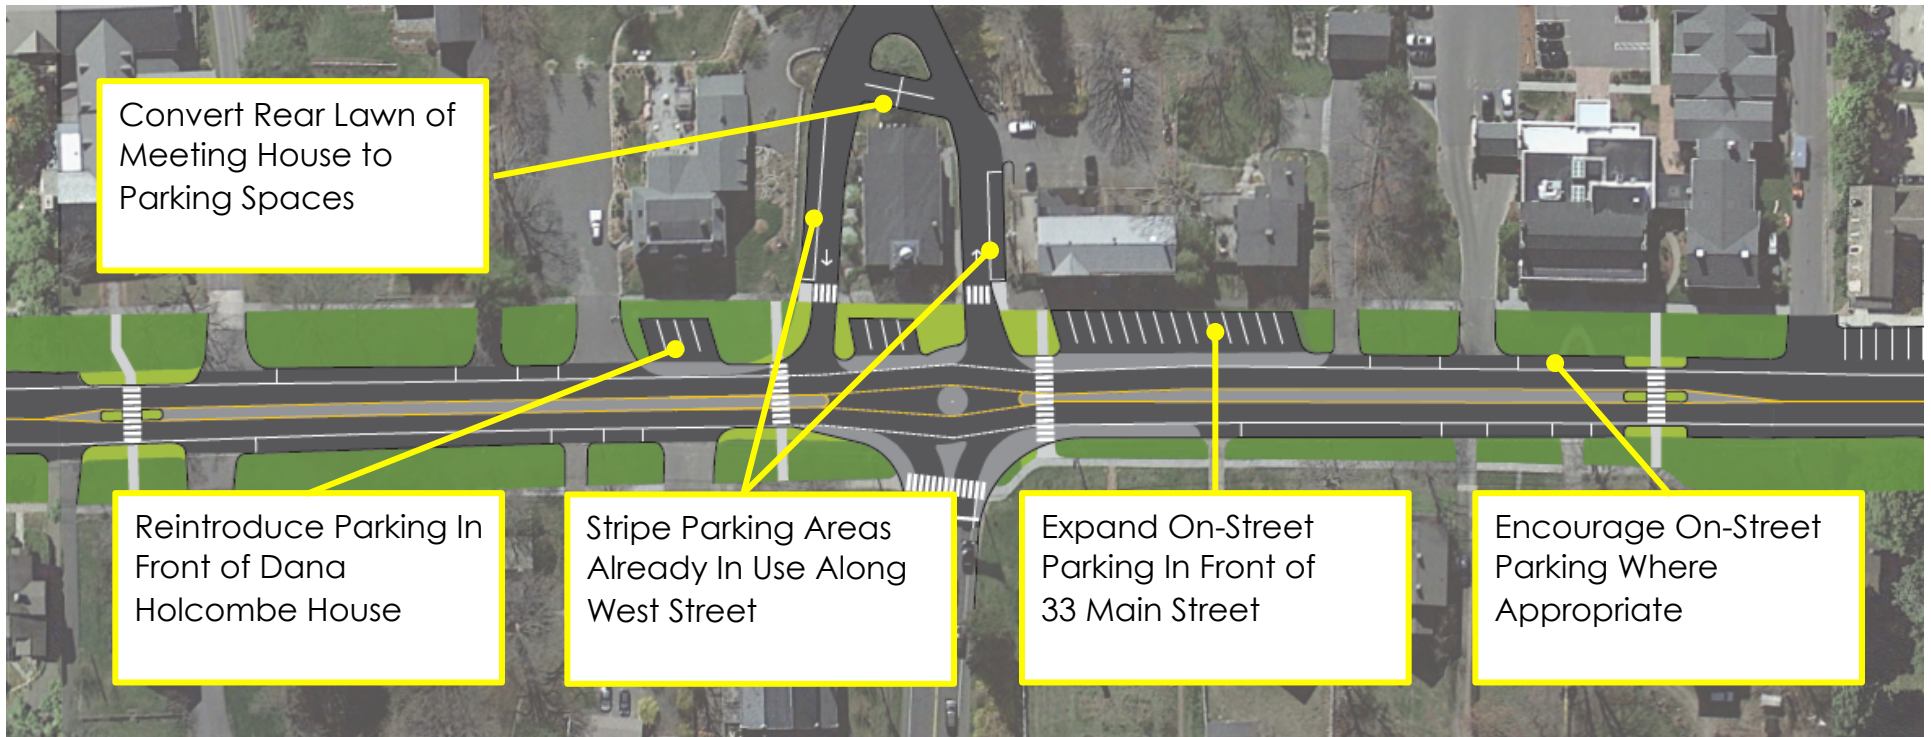 Convert Rear Lawn of
Meeting House to
Parking Spaces
Reintroduce Parking In
Front of Dana
Holcombe House
Stripe Parking Areas
Already In Use Along
West Street
Expand On-Street
Parking In Front of
33 Main Street
Encourage On-Street
Parking Where
Appropriate